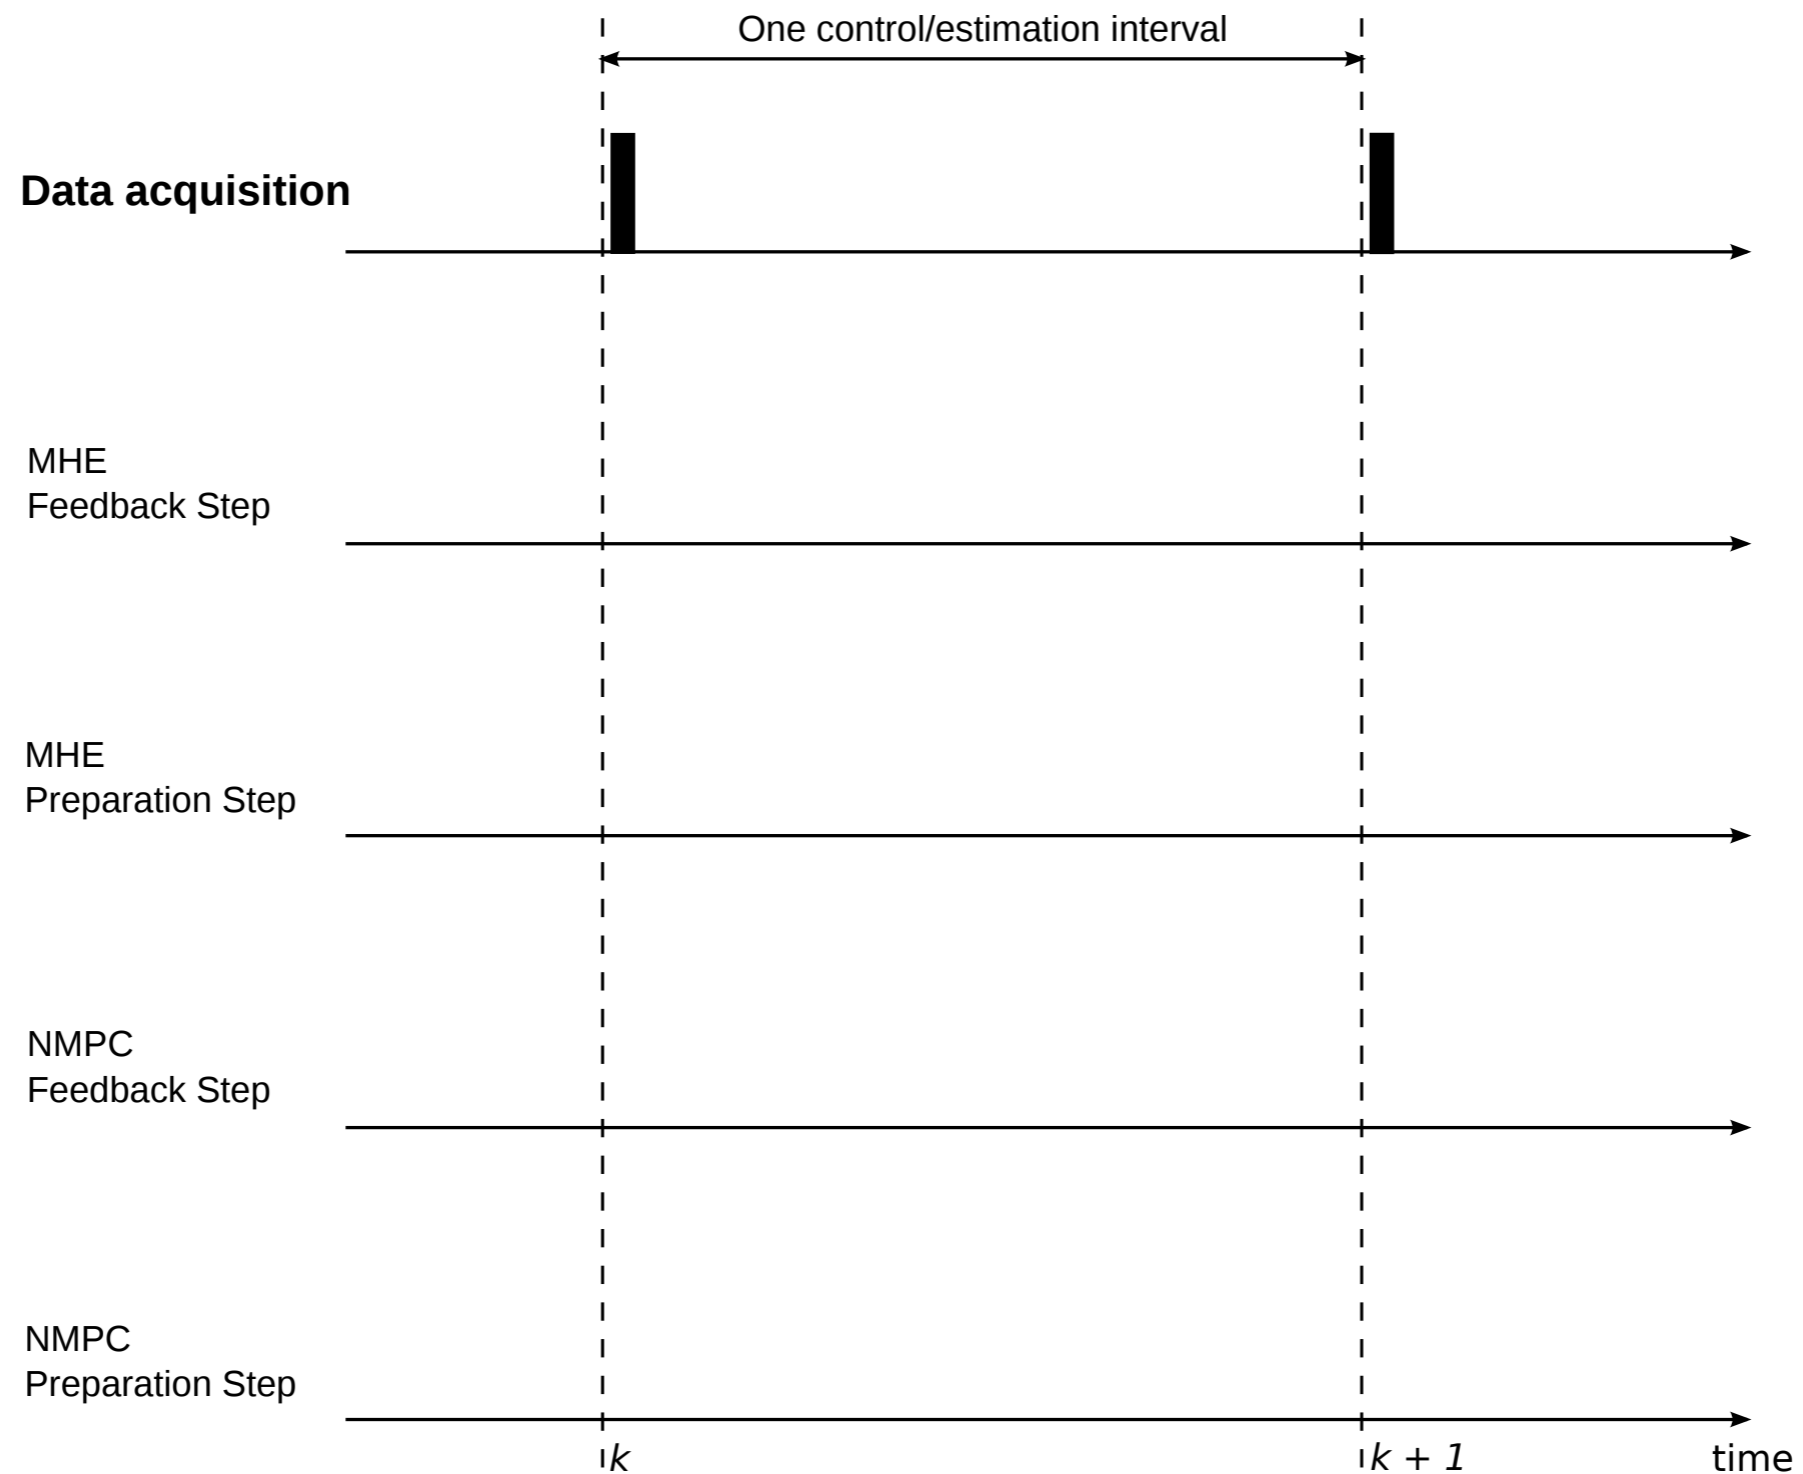 One control/estimation interval
Data acquisition
MHE
Feedback Step
MHE
Preparation Step
NMPC
Feedback Step
NMPC
Preparation Step
k
k + 1
time